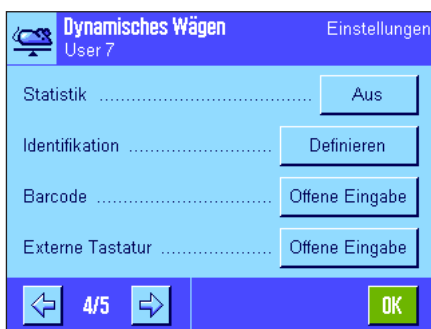 Dynamisches Wägen Einstellungen
User 7
Statistik ........................................ Aus
Identifikation ........................... Definieren
Barcode ................................. Offene Eingabe
Externe Tastatur ..................... Offene Eingabe
4/5 OK